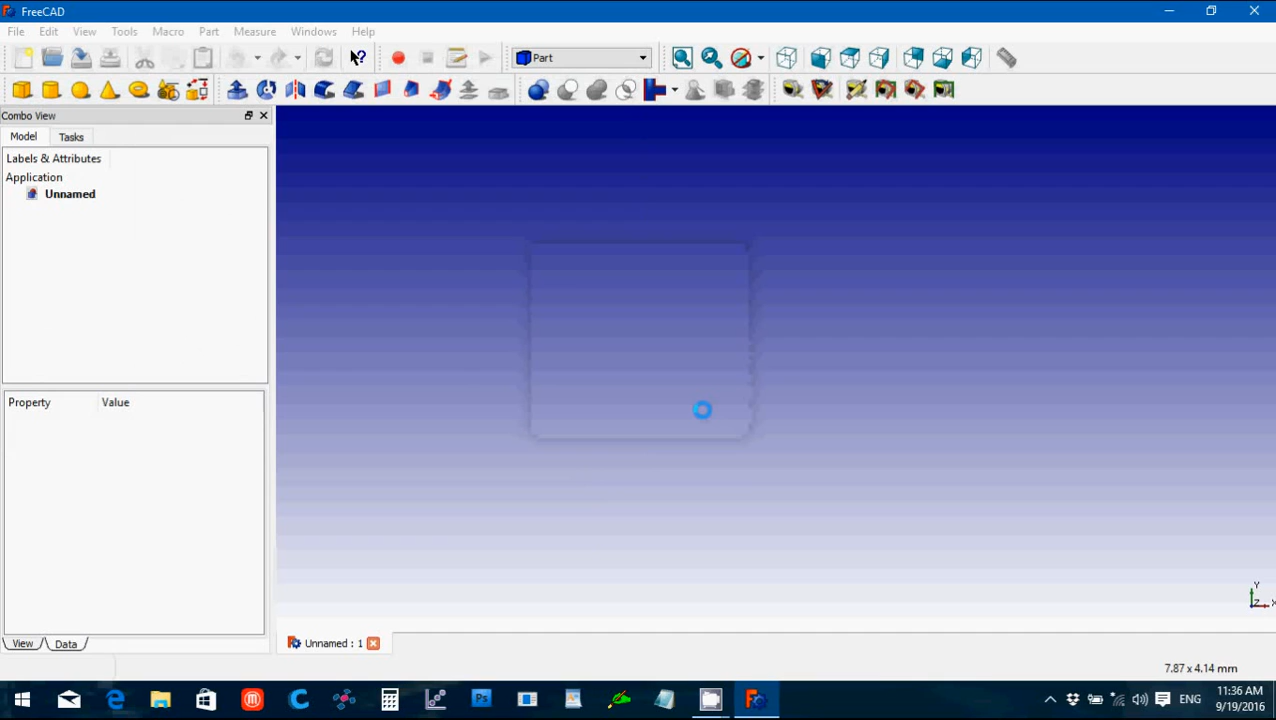 FreeCAD
File Edit View Tools Macro Part Measure Windows Help
Part
Combo View
Model Tasks
Labels & Attributes
Application
Unnamed
Property Value
View Data
Unnamed : 1
Y
Z X
7.87 x 4.14 mm
Ps
ENG
11:36 AM
9/19/2016